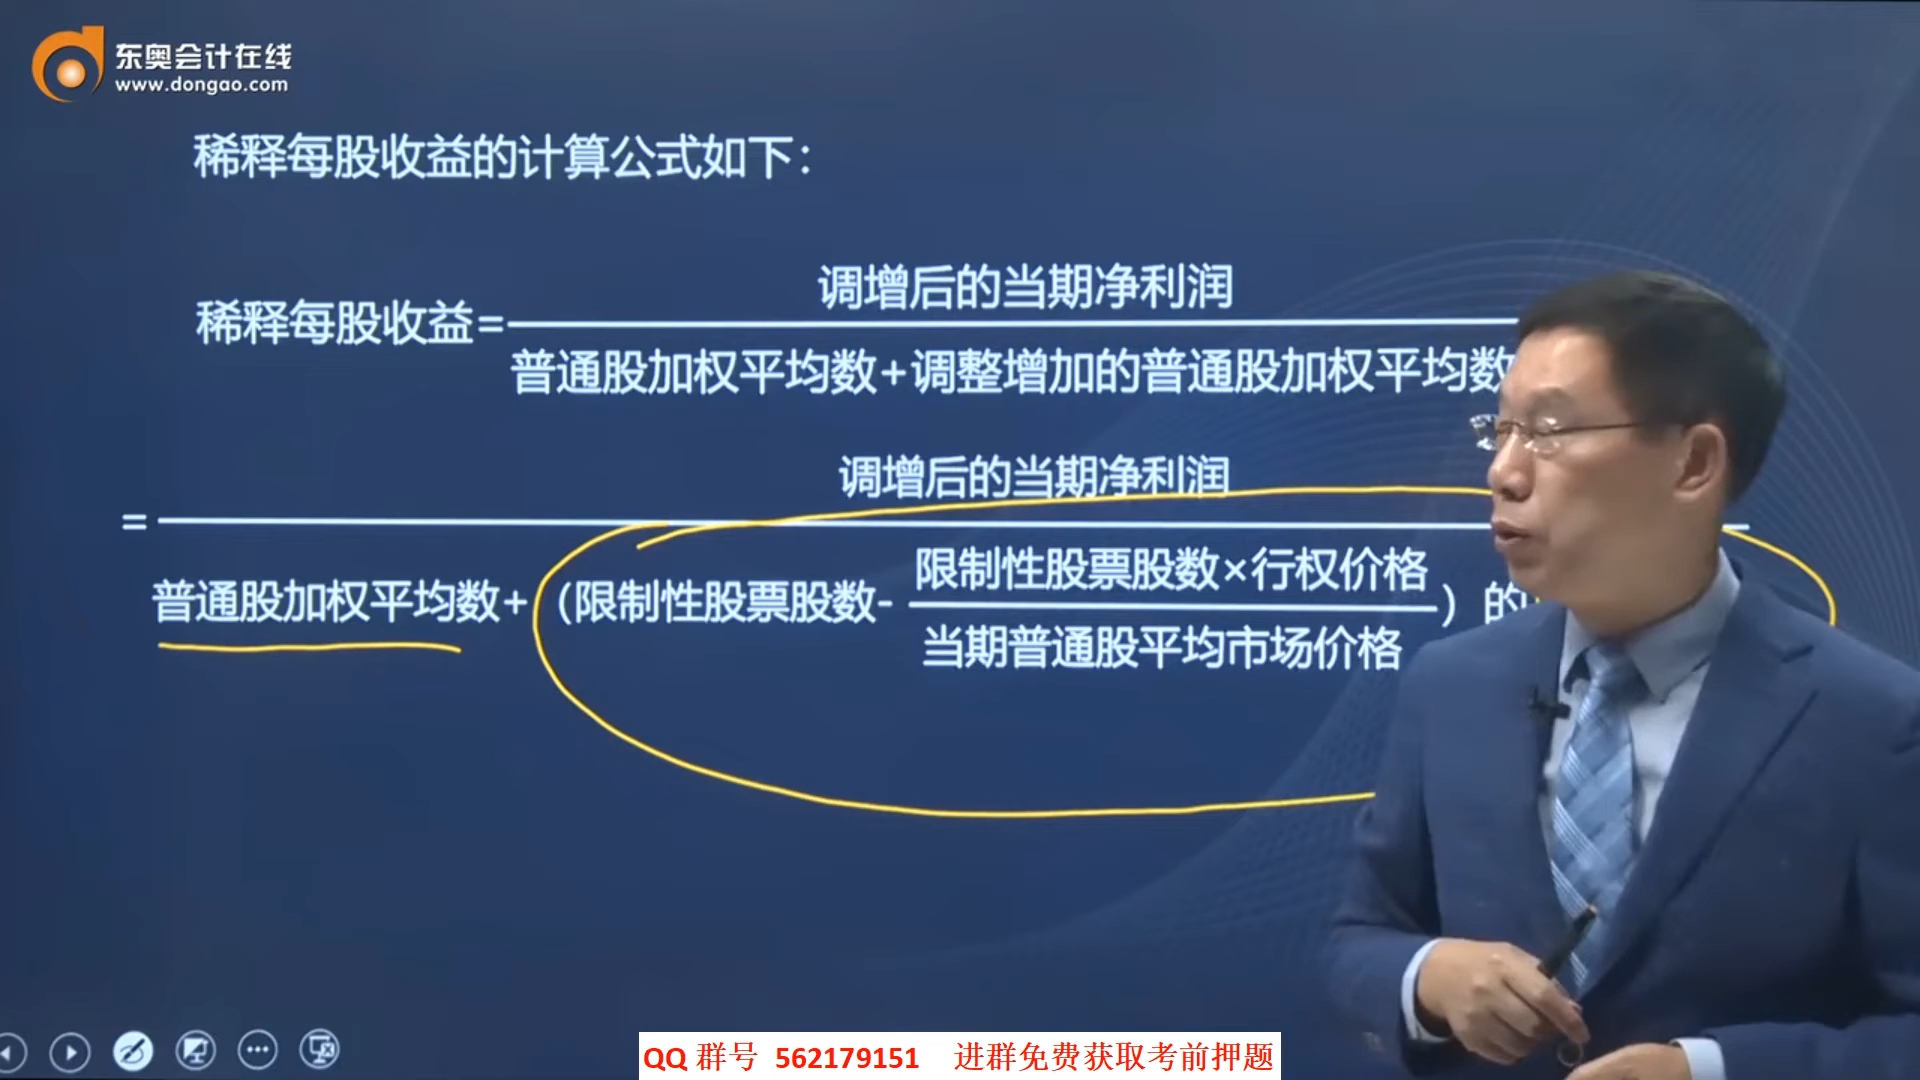 东奥会计在线
www.dongao.com
稀释每股收益的计算公式如下：
调增后的当期净利润
稀释每股收益=
普通股加权平均数+调整增加的普通股加权平均数
调增后的当期净利润
=
限制性股票股数×行权价格
普通股加权平均数+（限制性股票股数-
）的
当期普通股平均市场价格
QQ 群号 562179151 进群免费获取考前押题